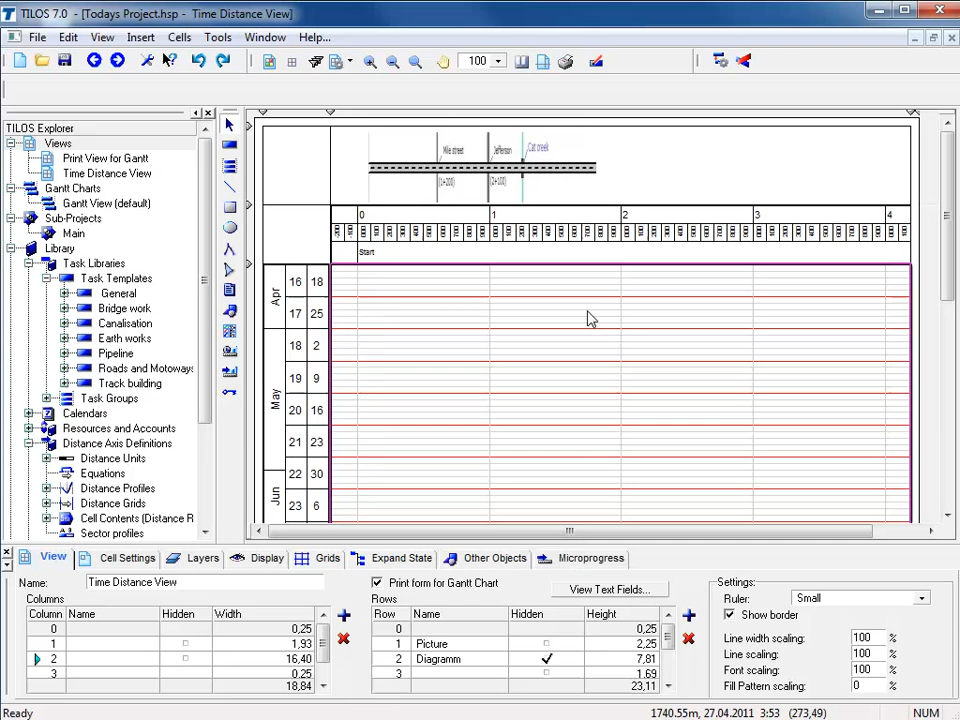 TILOS 7.0 - [Todays Project.hsp - Time Distance View]
File Edit View Insert Cells Tools Window Help...
100
TILOS Explorer
Views
Print View for Gantt
Time Distance View
Gantt Charts
Gantt View (default)
Sub-Projects
Main
Library
Task Libraries
Task Templates
General
Bridge work
Canalisation
Earth works
Pipeline
Roads and Motoways
Track building
Task Groups
Calendars
Resources and Accounts
Distance Axis Definitions
Distance Units
Equations
Distance Profiles
Distance Grids
Cell Contents (Distance R
Sector profiles
Mile street Jefferson Cat creek
(1+200) (2+100)
0 1 2 3 4
Start
Apr 16 18
17 25
May 18 2
19 9
20 16
21 23
22 30
Jun 23 6
View Cell Settings Layers Display Grids Expand State Other Objects Microprogress
Name: Time Distance View
Columns
Column Name Hidden Width
0 0,25
1 1,93
2 16,40
3 0,25
18,84
Print form for Gantt Chart View Text Fields...
Rows
Row Name Hidden Height
0 0,25
1 Picture 2,25
2 Diagramm 7,81
3 1,69
23,11
Settings:
Ruler: Small
Show border
Line width scaling: 100 %
Line scaling: 100 %
Font scaling: 100 %
Fill Pattern scaling: 0 %
Ready 1740.55m, 27.04.2011 3:53 (273,49) NUM